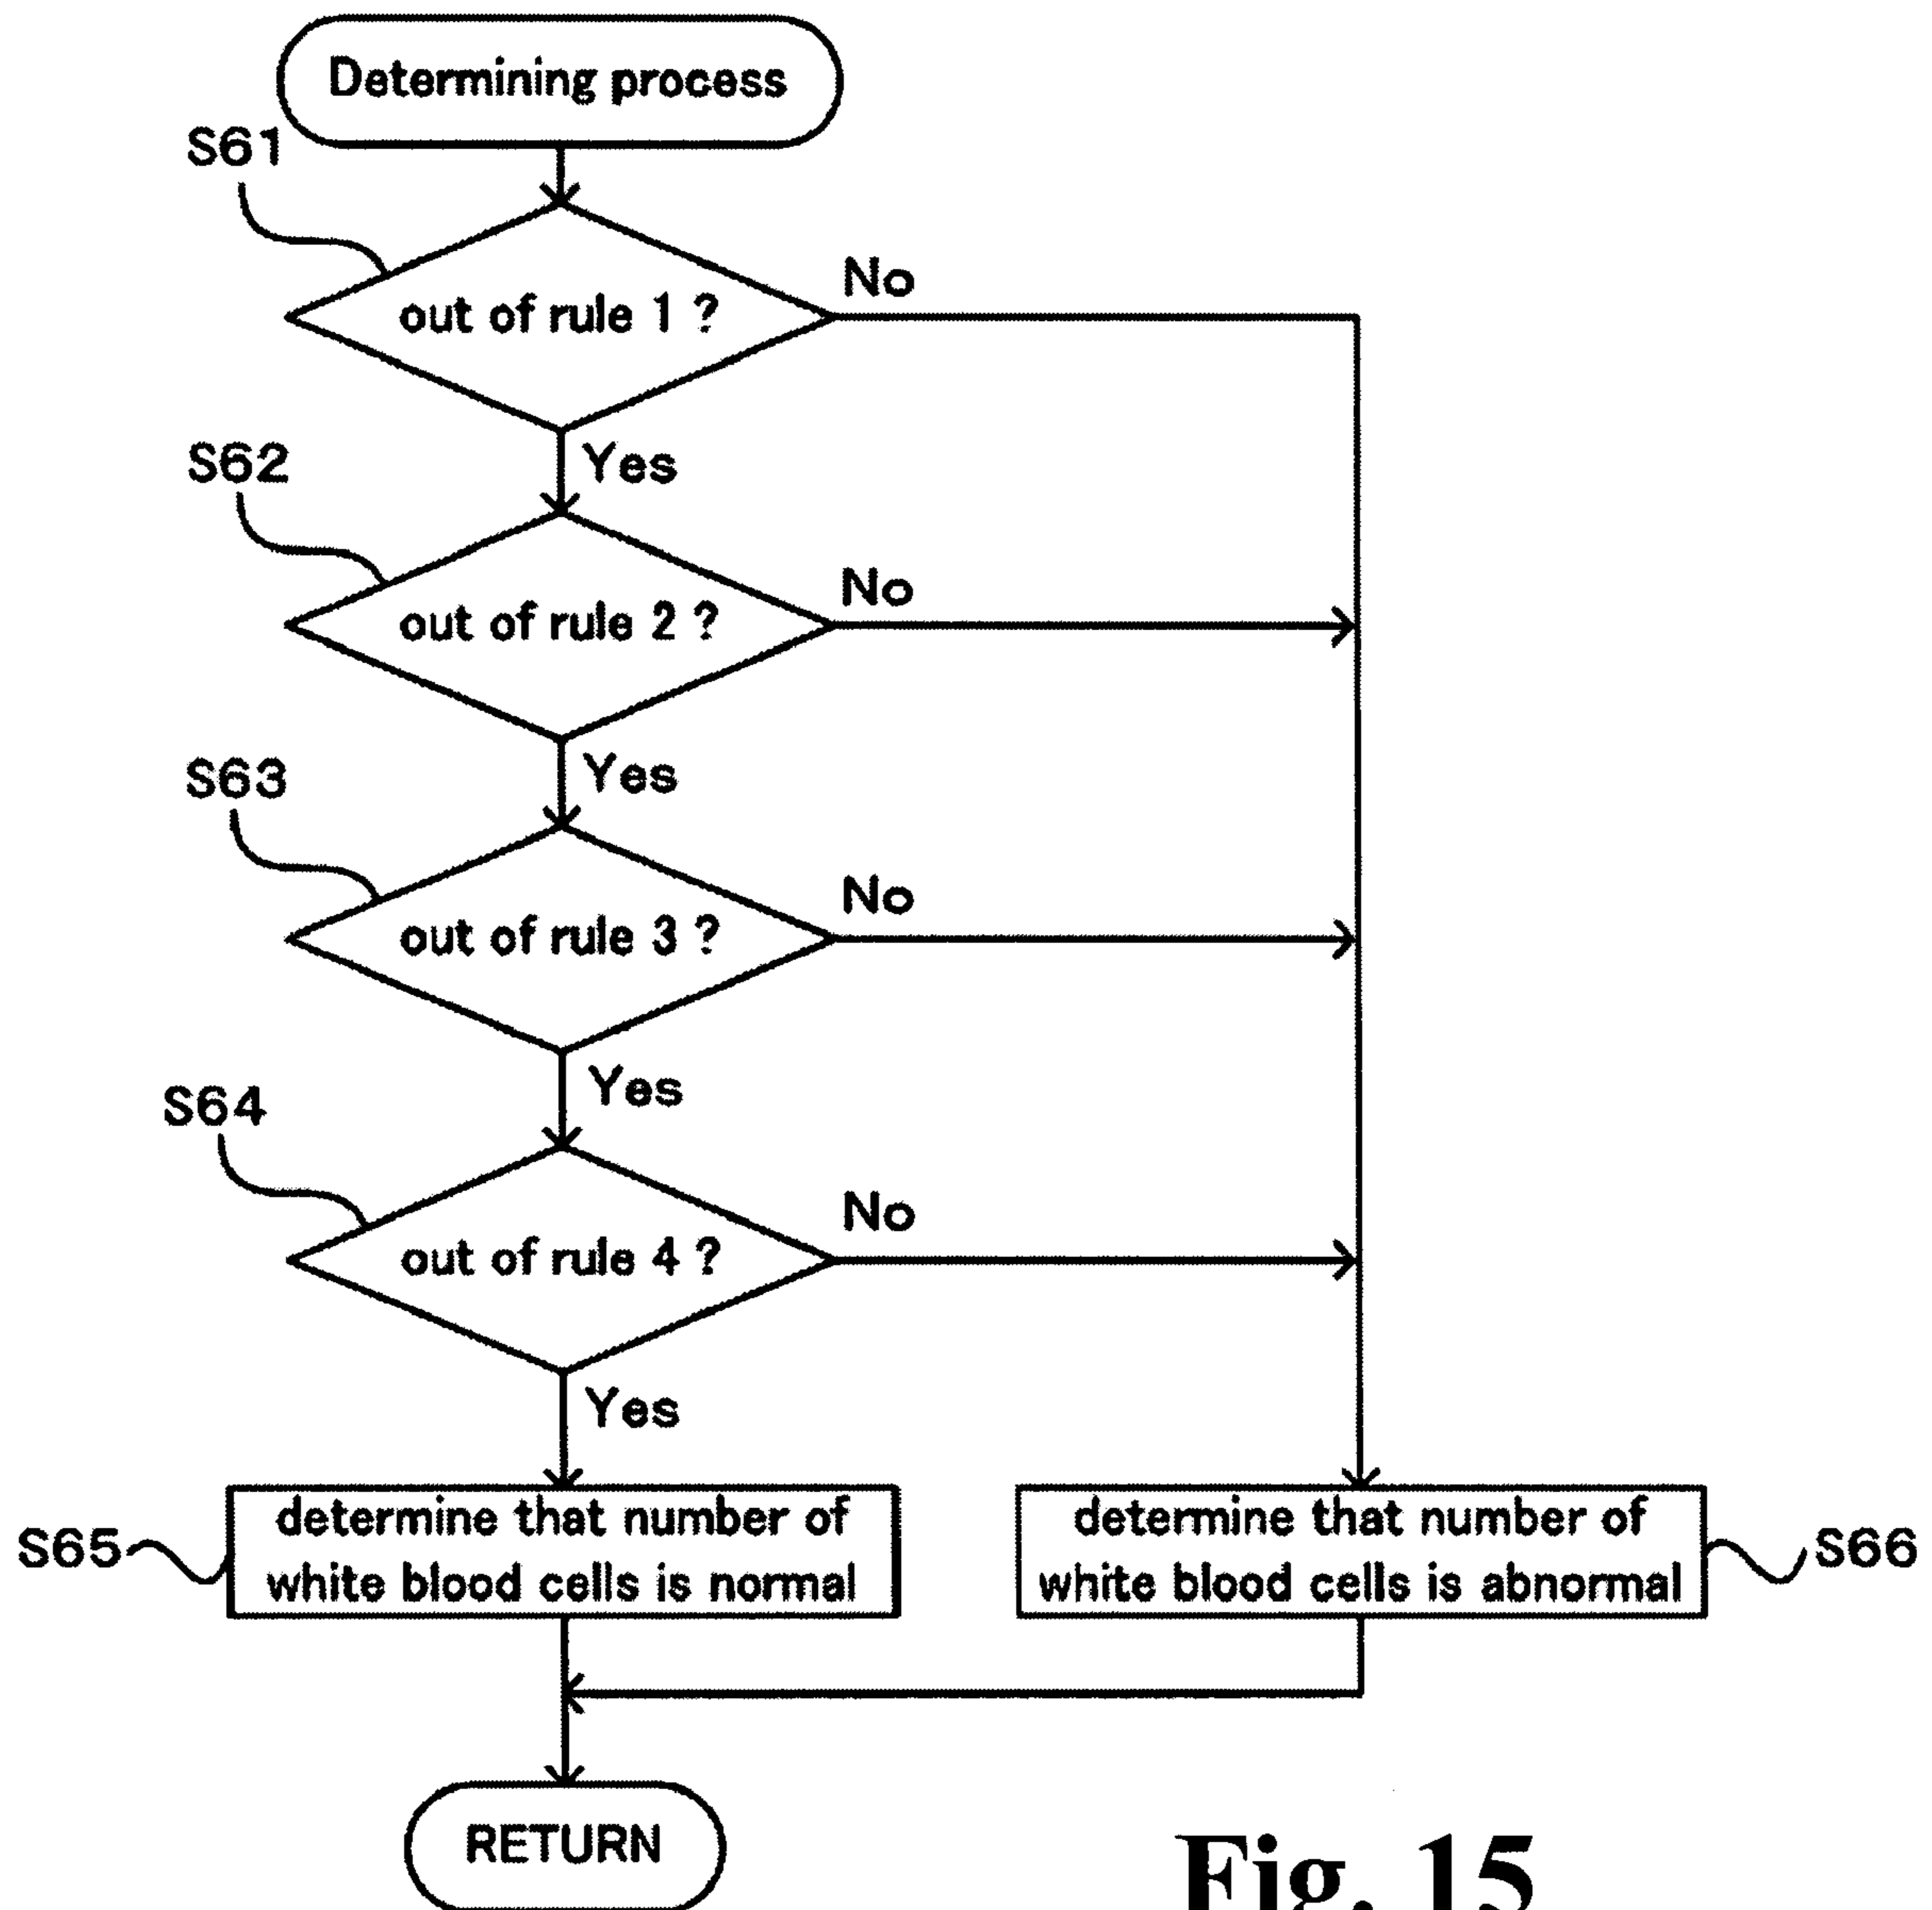 Determining process
S61
No
out of rule 1 ?
S62
Yes
No
out of rule 2 ?
S63
Yes
No
out of rule 3 ?
S64
Yes
No
out of rule 4 ?
Yes
S65
determine that number of
white blood cells is normal
determine that number of
white blood cells is abnormal
S66
RETURN
Fig. 15